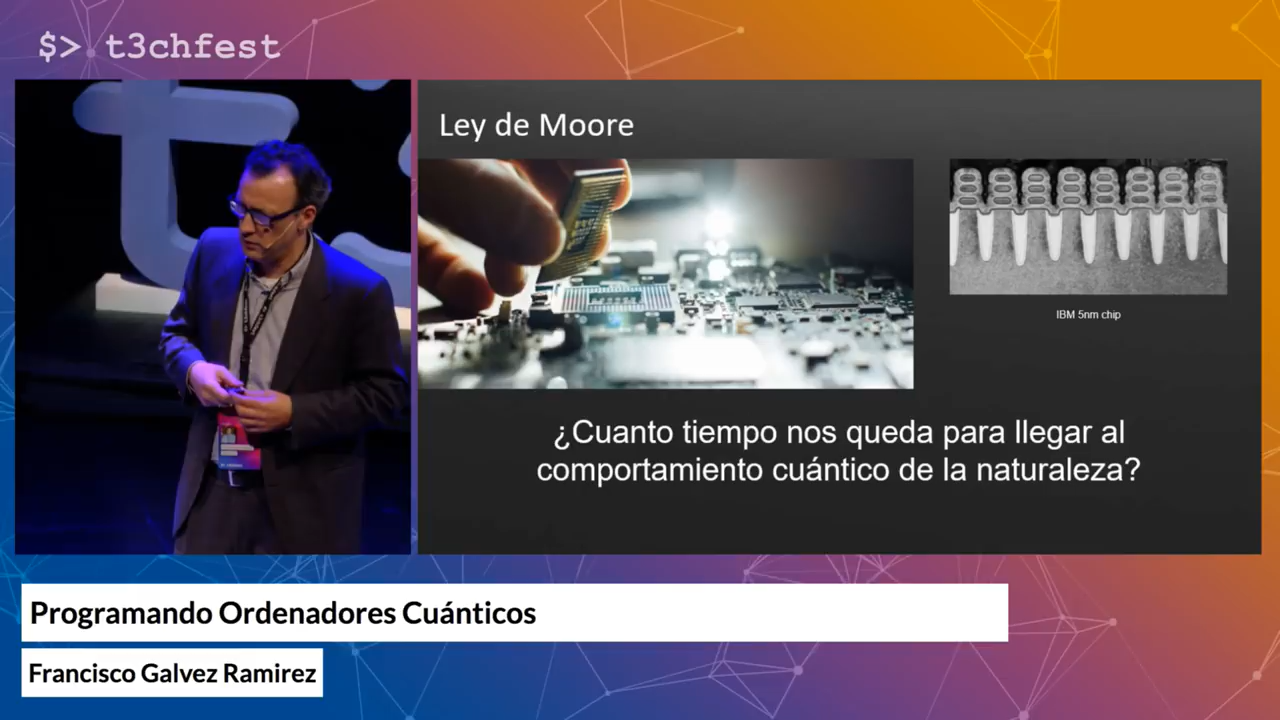 $> t3chfest
Ley de Moore
IBM 5nm chip
¿Cuanto tiempo nos queda para llegar al
comportamiento cuántico de la naturaleza?
Programando Ordenadores Cuánticos
Francisco Galvez Ramirez